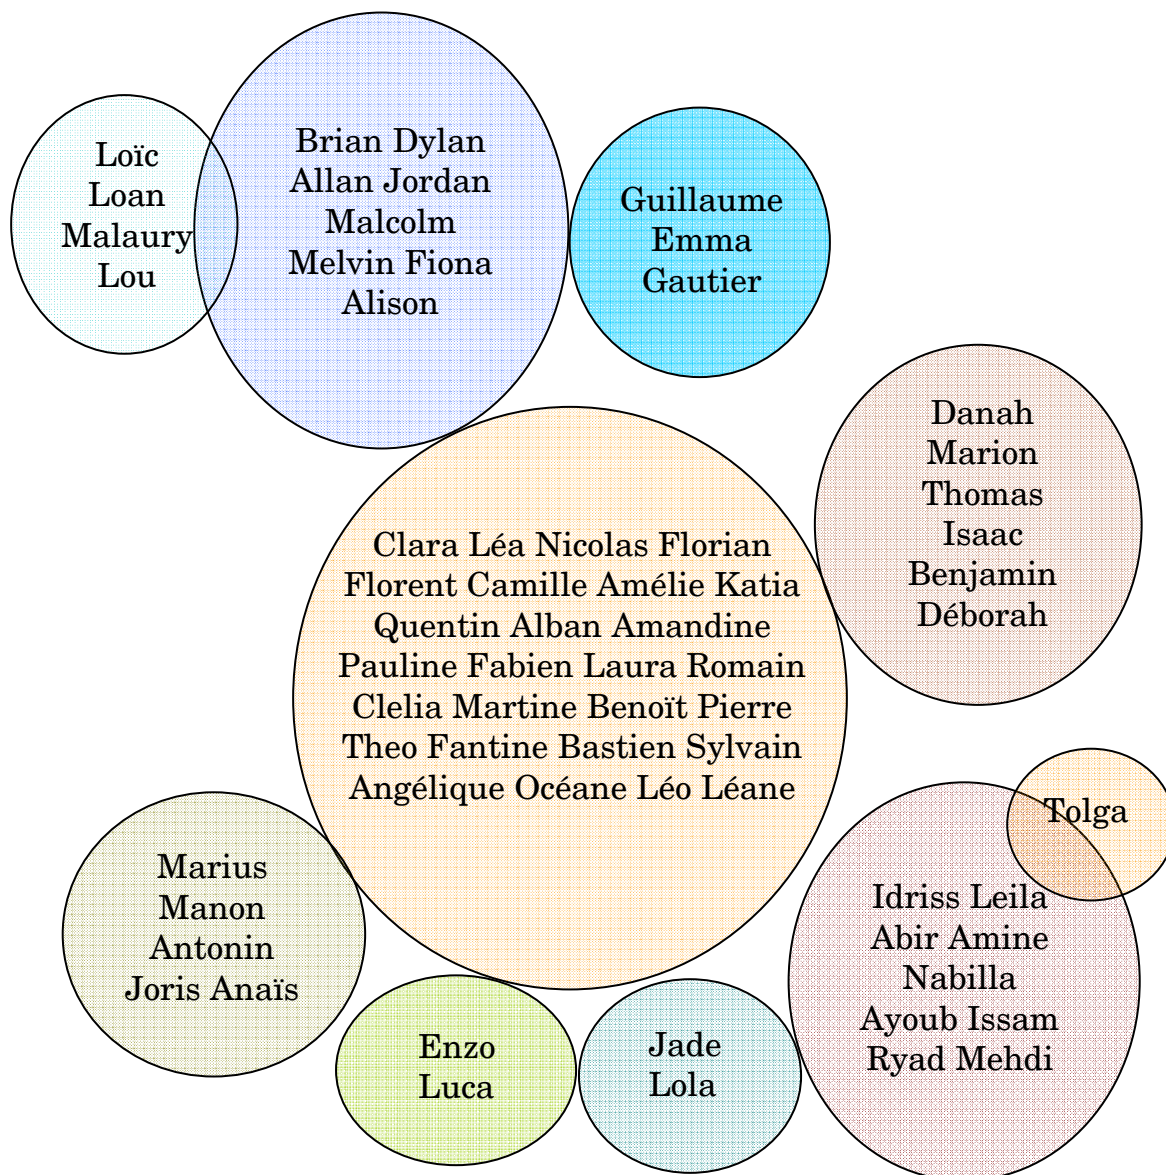 Loïc
Loan
Malaury
Lou
Brian Dylan
Allan Jordan
Malcolm
Melvin Fiona
Alison
Guillaume
Emma
Gautier
Danah
Marion
Thomas
Isaac
Benjamin
Déborah
Clara Léa Nicolas Florian
Florent Camille Amélie Katia
Quentin Alban Amandine
Pauline Fabien Laura Romain
Clelia Martine Benoït Pierre
Theo Fantine Bastien Sylvain
Angélique Océane Léo Léane
Tolga
Idriss Leila
Abir Amine
Nabilla
Ayoub Issam
Ryad Mehdi
Marius
Manon
Antonin
Joris Anaïs
Enzo
Luca
Jade
Lola